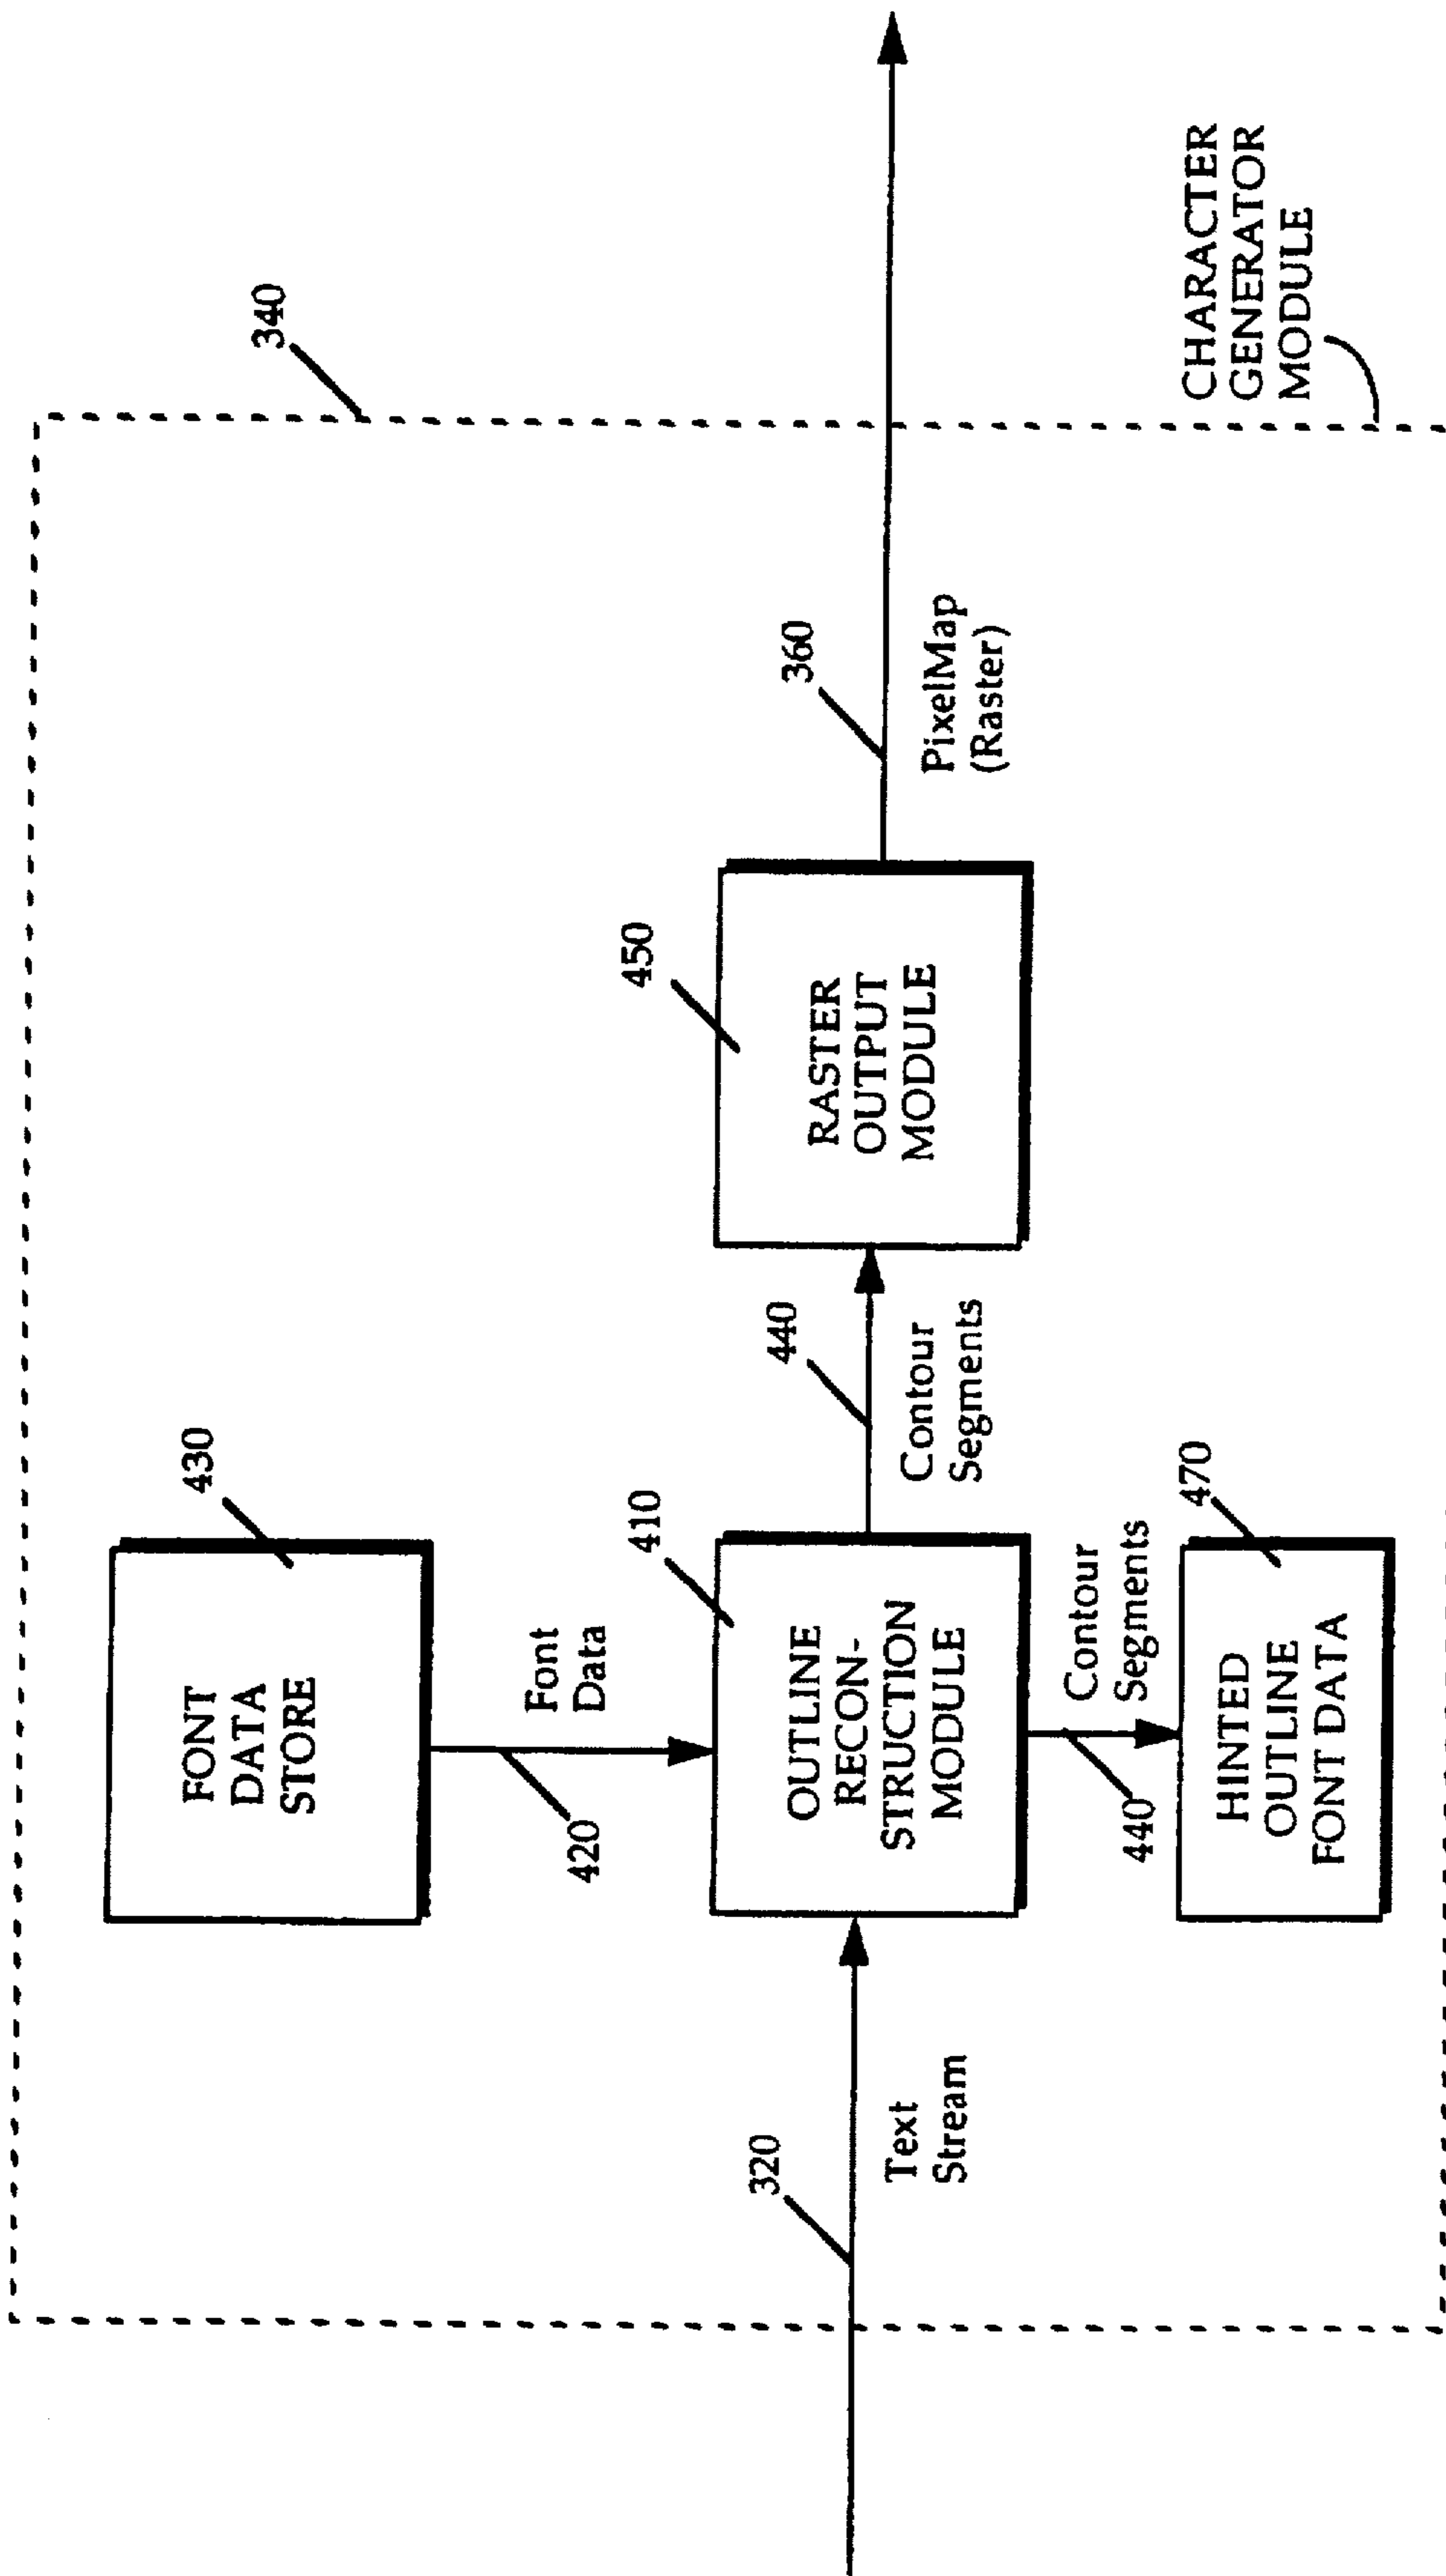 340
430
FONT
DATA
STORE
Font
Data
420
410
450
360
440
320
OUTLINE
RECON-
STRUCTION
MODULE
RASTER
OUTPUT
MODULE
Text
Stream
Contour
Segments
PixelMap
(Raster)
Contour
Segments
440
470
HINTED
OUTLINE
FONT DATA
CHARACTER
GENERATOR
MODULE